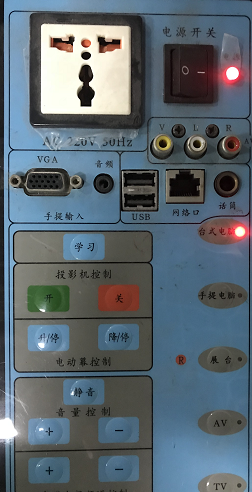 电源开关
AC 220V 50Hz
V L R
VGA
音频
手提输入
USB
网络口
话筒
学习
台式电脑
投影机控制
开 关
手提电脑
升/停 降/停
电动幕控制
R 展台
静音
音量控制
+ -
AV
+ -
TV